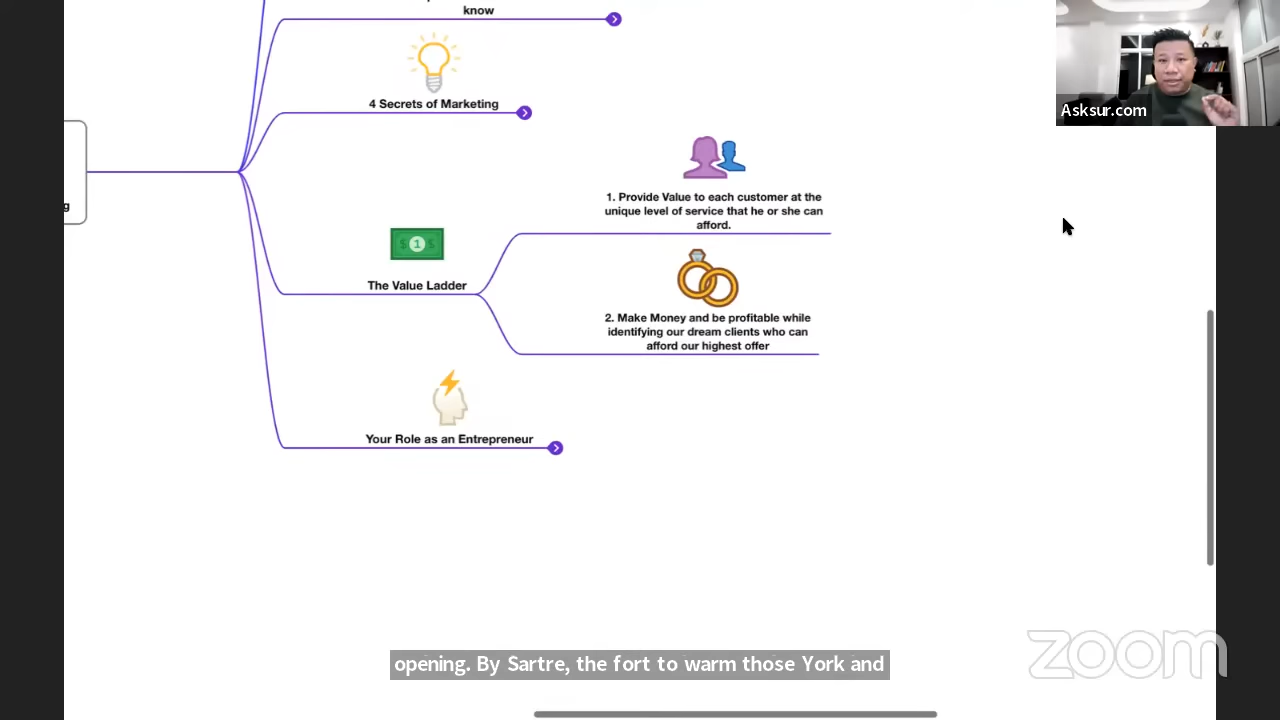 know
Asksur.com
4 Secrets of Marketing
1. Provide Value to each customer at the
unique level of service that he or she can
afford.
g
1
The Value Ladder
2. Make Money and be profitable while
identifying our dream clients who can
afford our highest offer
Your Role as an Entrepreneur
opening. By Sartre, the fort to warm those York and
zoom